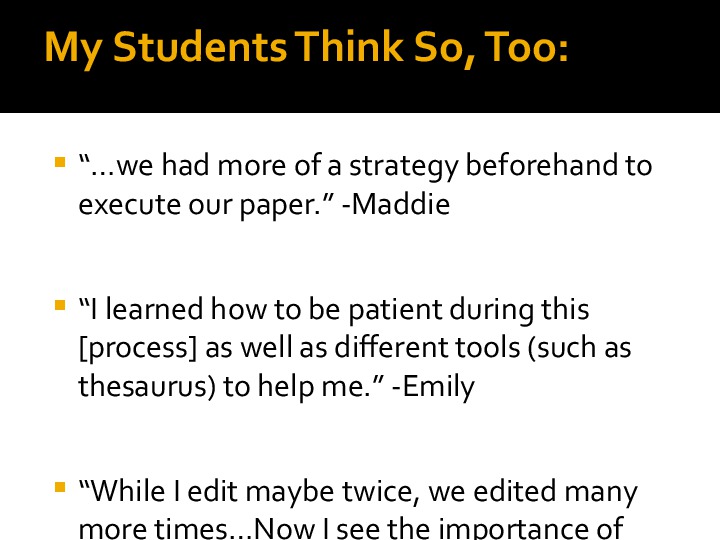 My Students Think So, Too:
“…we had more of a strategy beforehand to
execute our paper.” -Maddie
“I learned how to be patient during this
[process] as well as different tools (such as
thesaurus) to help me.” -Emily
“While I edit maybe twice, we edited many
more times…Now I see the importance of